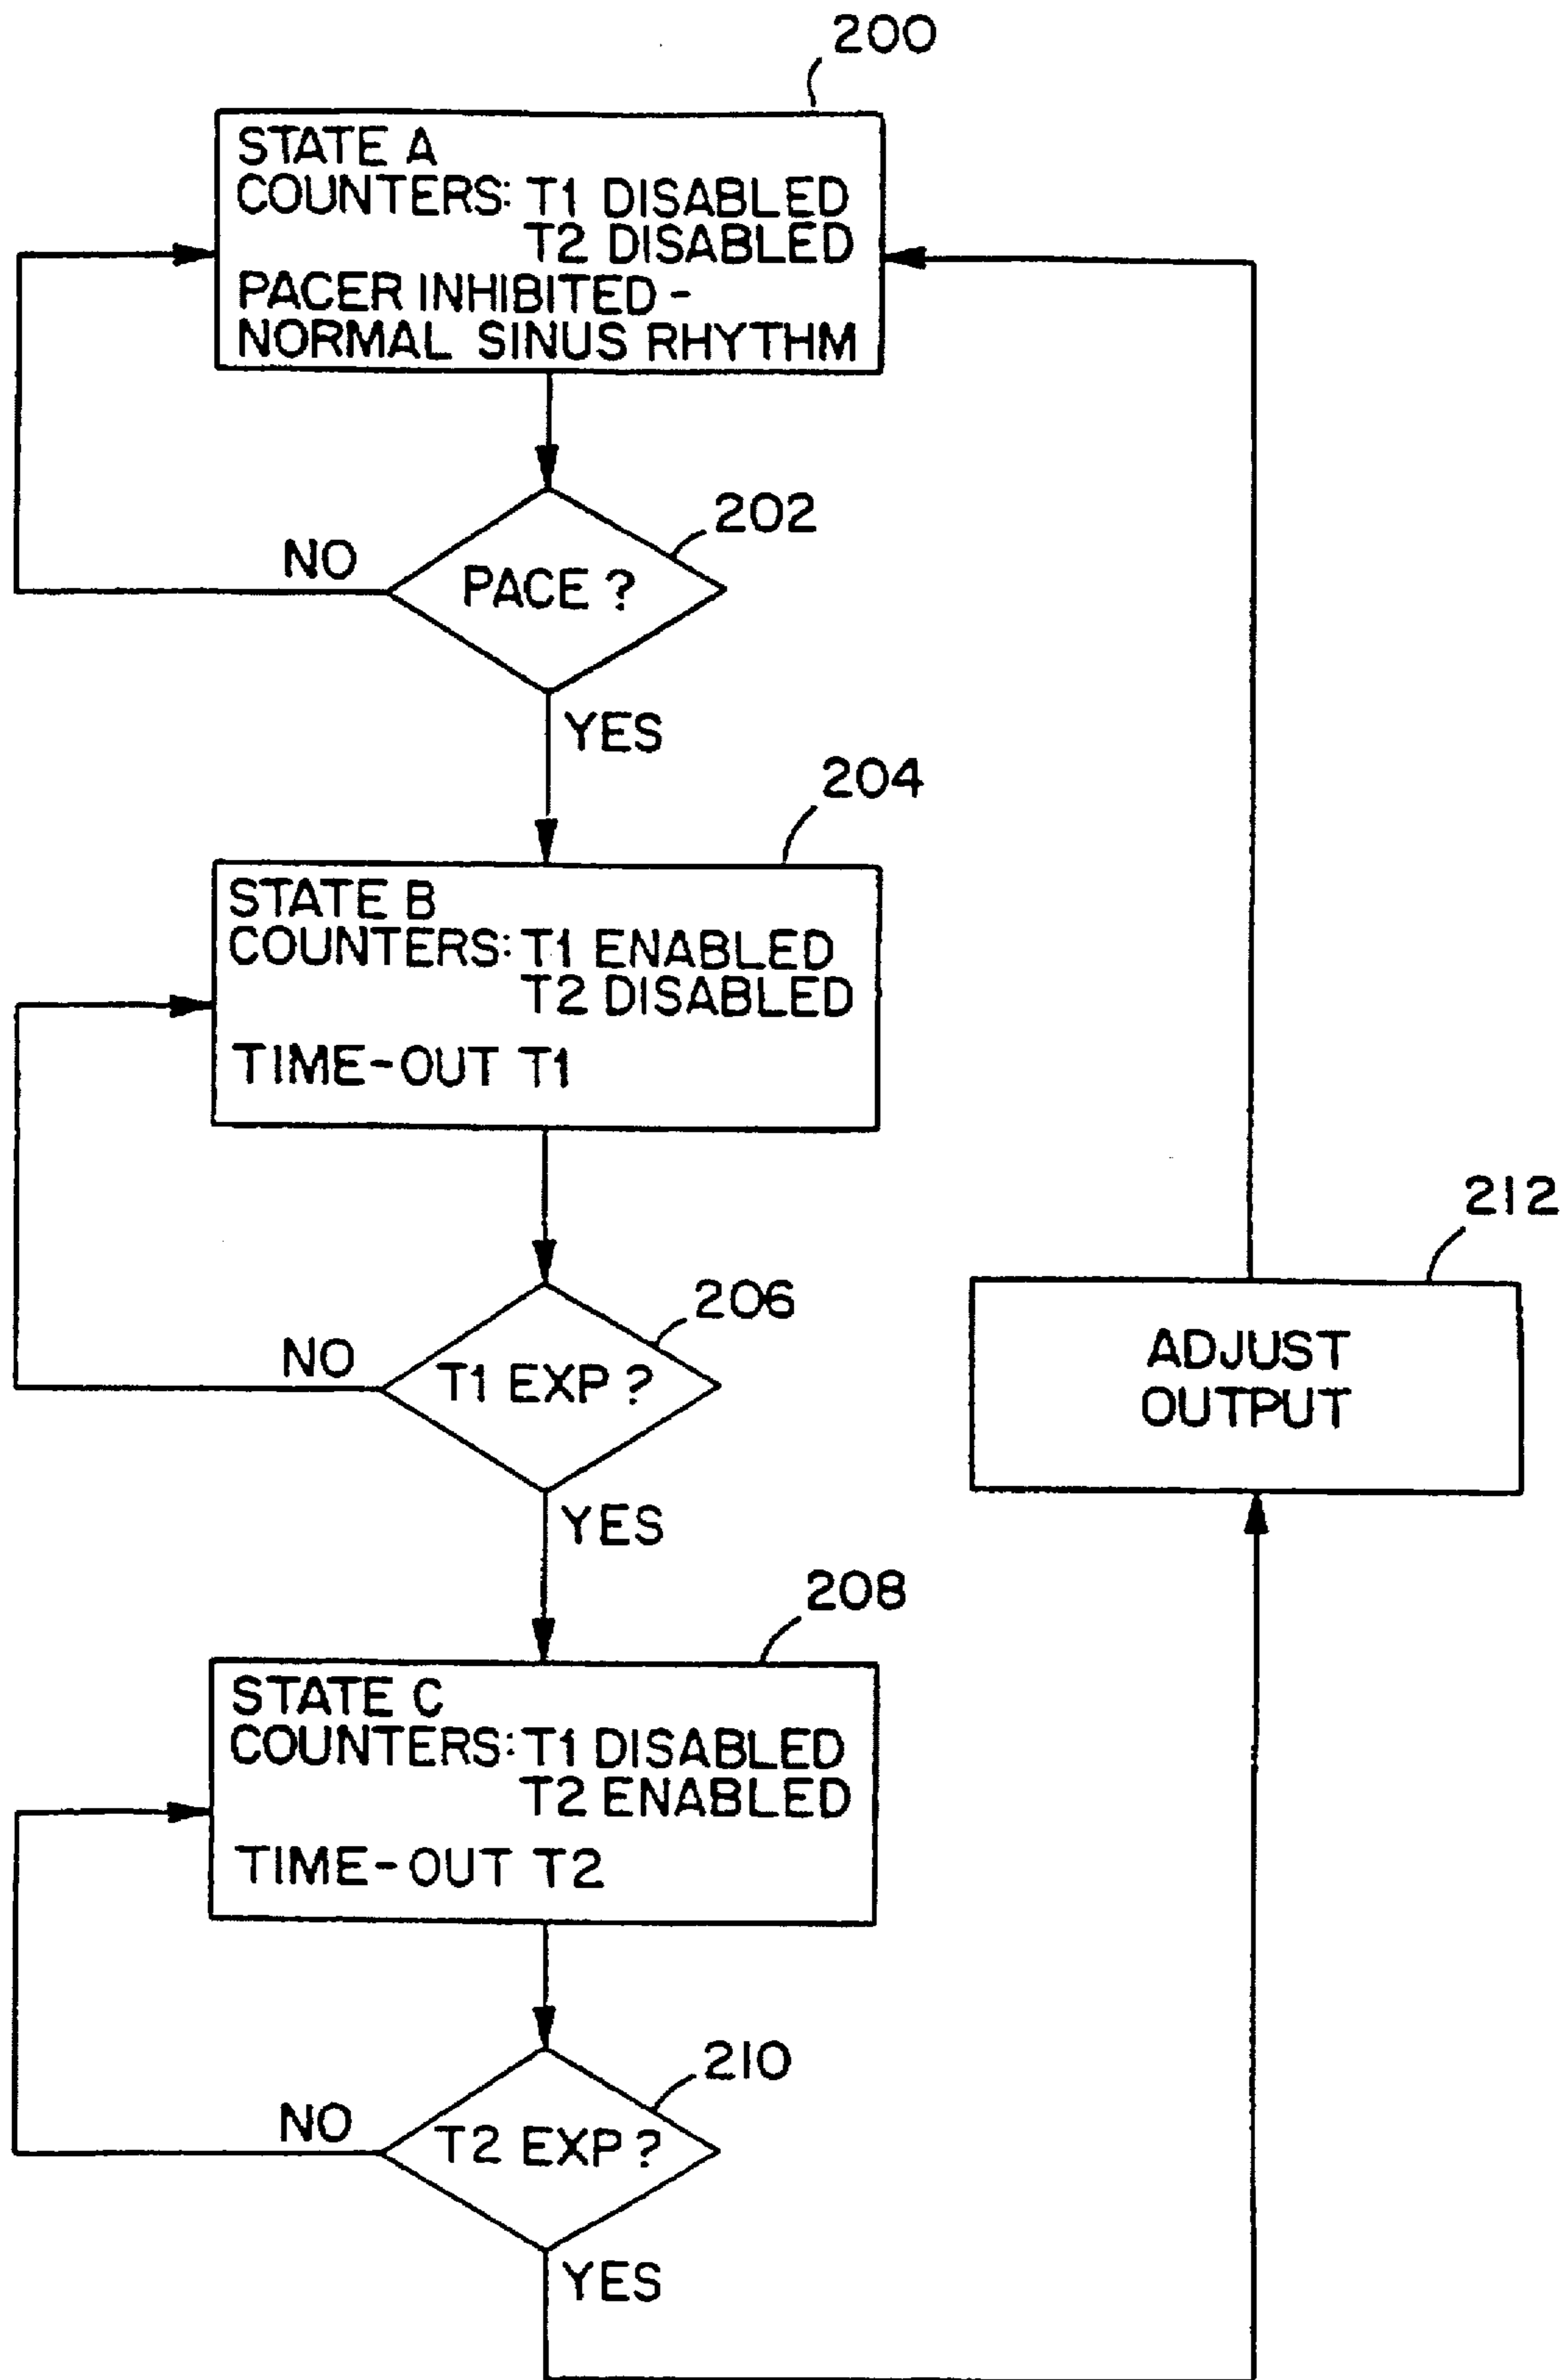 200
STATE A
COUNTERS: T1 DISABLED
T2 DISABLED
PACER INHIBITED -
NORMAL SINUS RHYTHM
202
PACE ?
NO
YES
204
STATE B
COUNTERS: T1 ENABLED
T2 DISABLED
TIME-OUT T1
206
T1 EXP ?
NO
YES
212
ADJUST
OUTPUT
208
STATE C
COUNTERS: T1 DISABLED
T2 ENABLED
TIME-OUT T2
210
T2 EXP ?
NO
YES